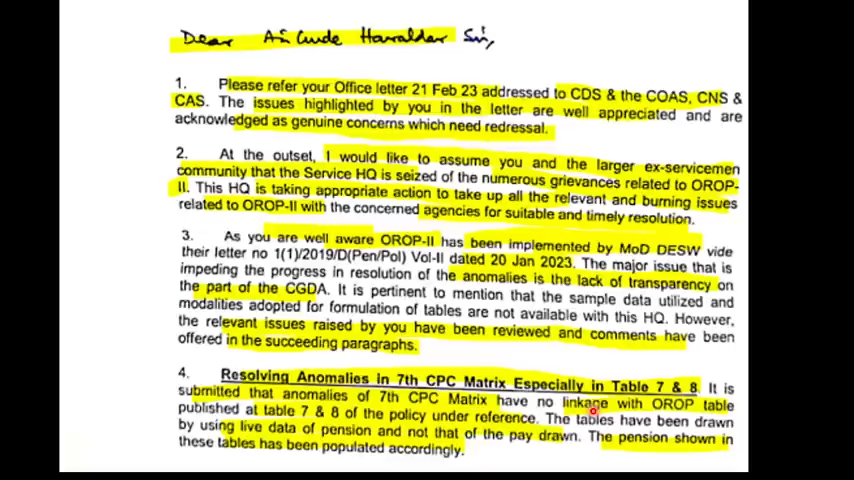 Dear Air Cmde Haralder Sir,
1. Please refer your Office letter 21 Feb 23 addressed to CDS & the COAS, CNS &
CAS. The issues highlighted by you in the letter are well appreciated and are
acknowledged as genuine concerns which need redressal.
2. At the outset, I would like to assume you and the larger ex-servicemen
community that the Service HQ is seized of the numerous grievances related to OROP-
II. This HQ is taking appropriate action to take up all the relevant and burning issues
related to OROP-II with the concerned agencies for suitable and timely resolution.
3. As you are well aware OROP-II has been implemented by MoD DESW vide
their letter no 1(1)/2019/D(Pen/Pol) Vol-II dated 20 Jan 2023. The major issue that is
impeding the progress in resolution of the anomalies is the lack of transparency on
the part of the CGDA. It is pertinent to mention that the sample data utilized and
modalities adopted for formulation of tables are not available with this HQ. However,
the relevant issues raised by you have been reviewed and comments have been
offered in the succeeding paragraphs.
4. Resolving Anomalies in 7th CPC Matrix Especially in Table 7 & 8. It is
submitted that anomalies of 7th CPC Matrix have no linkage with OROP table
published at table 7 & 8 of the policy under reference. The tables have been drawn
by using live data of pension and not that of the pay drawn. The pension shown in
these tables has been populated accordingly.